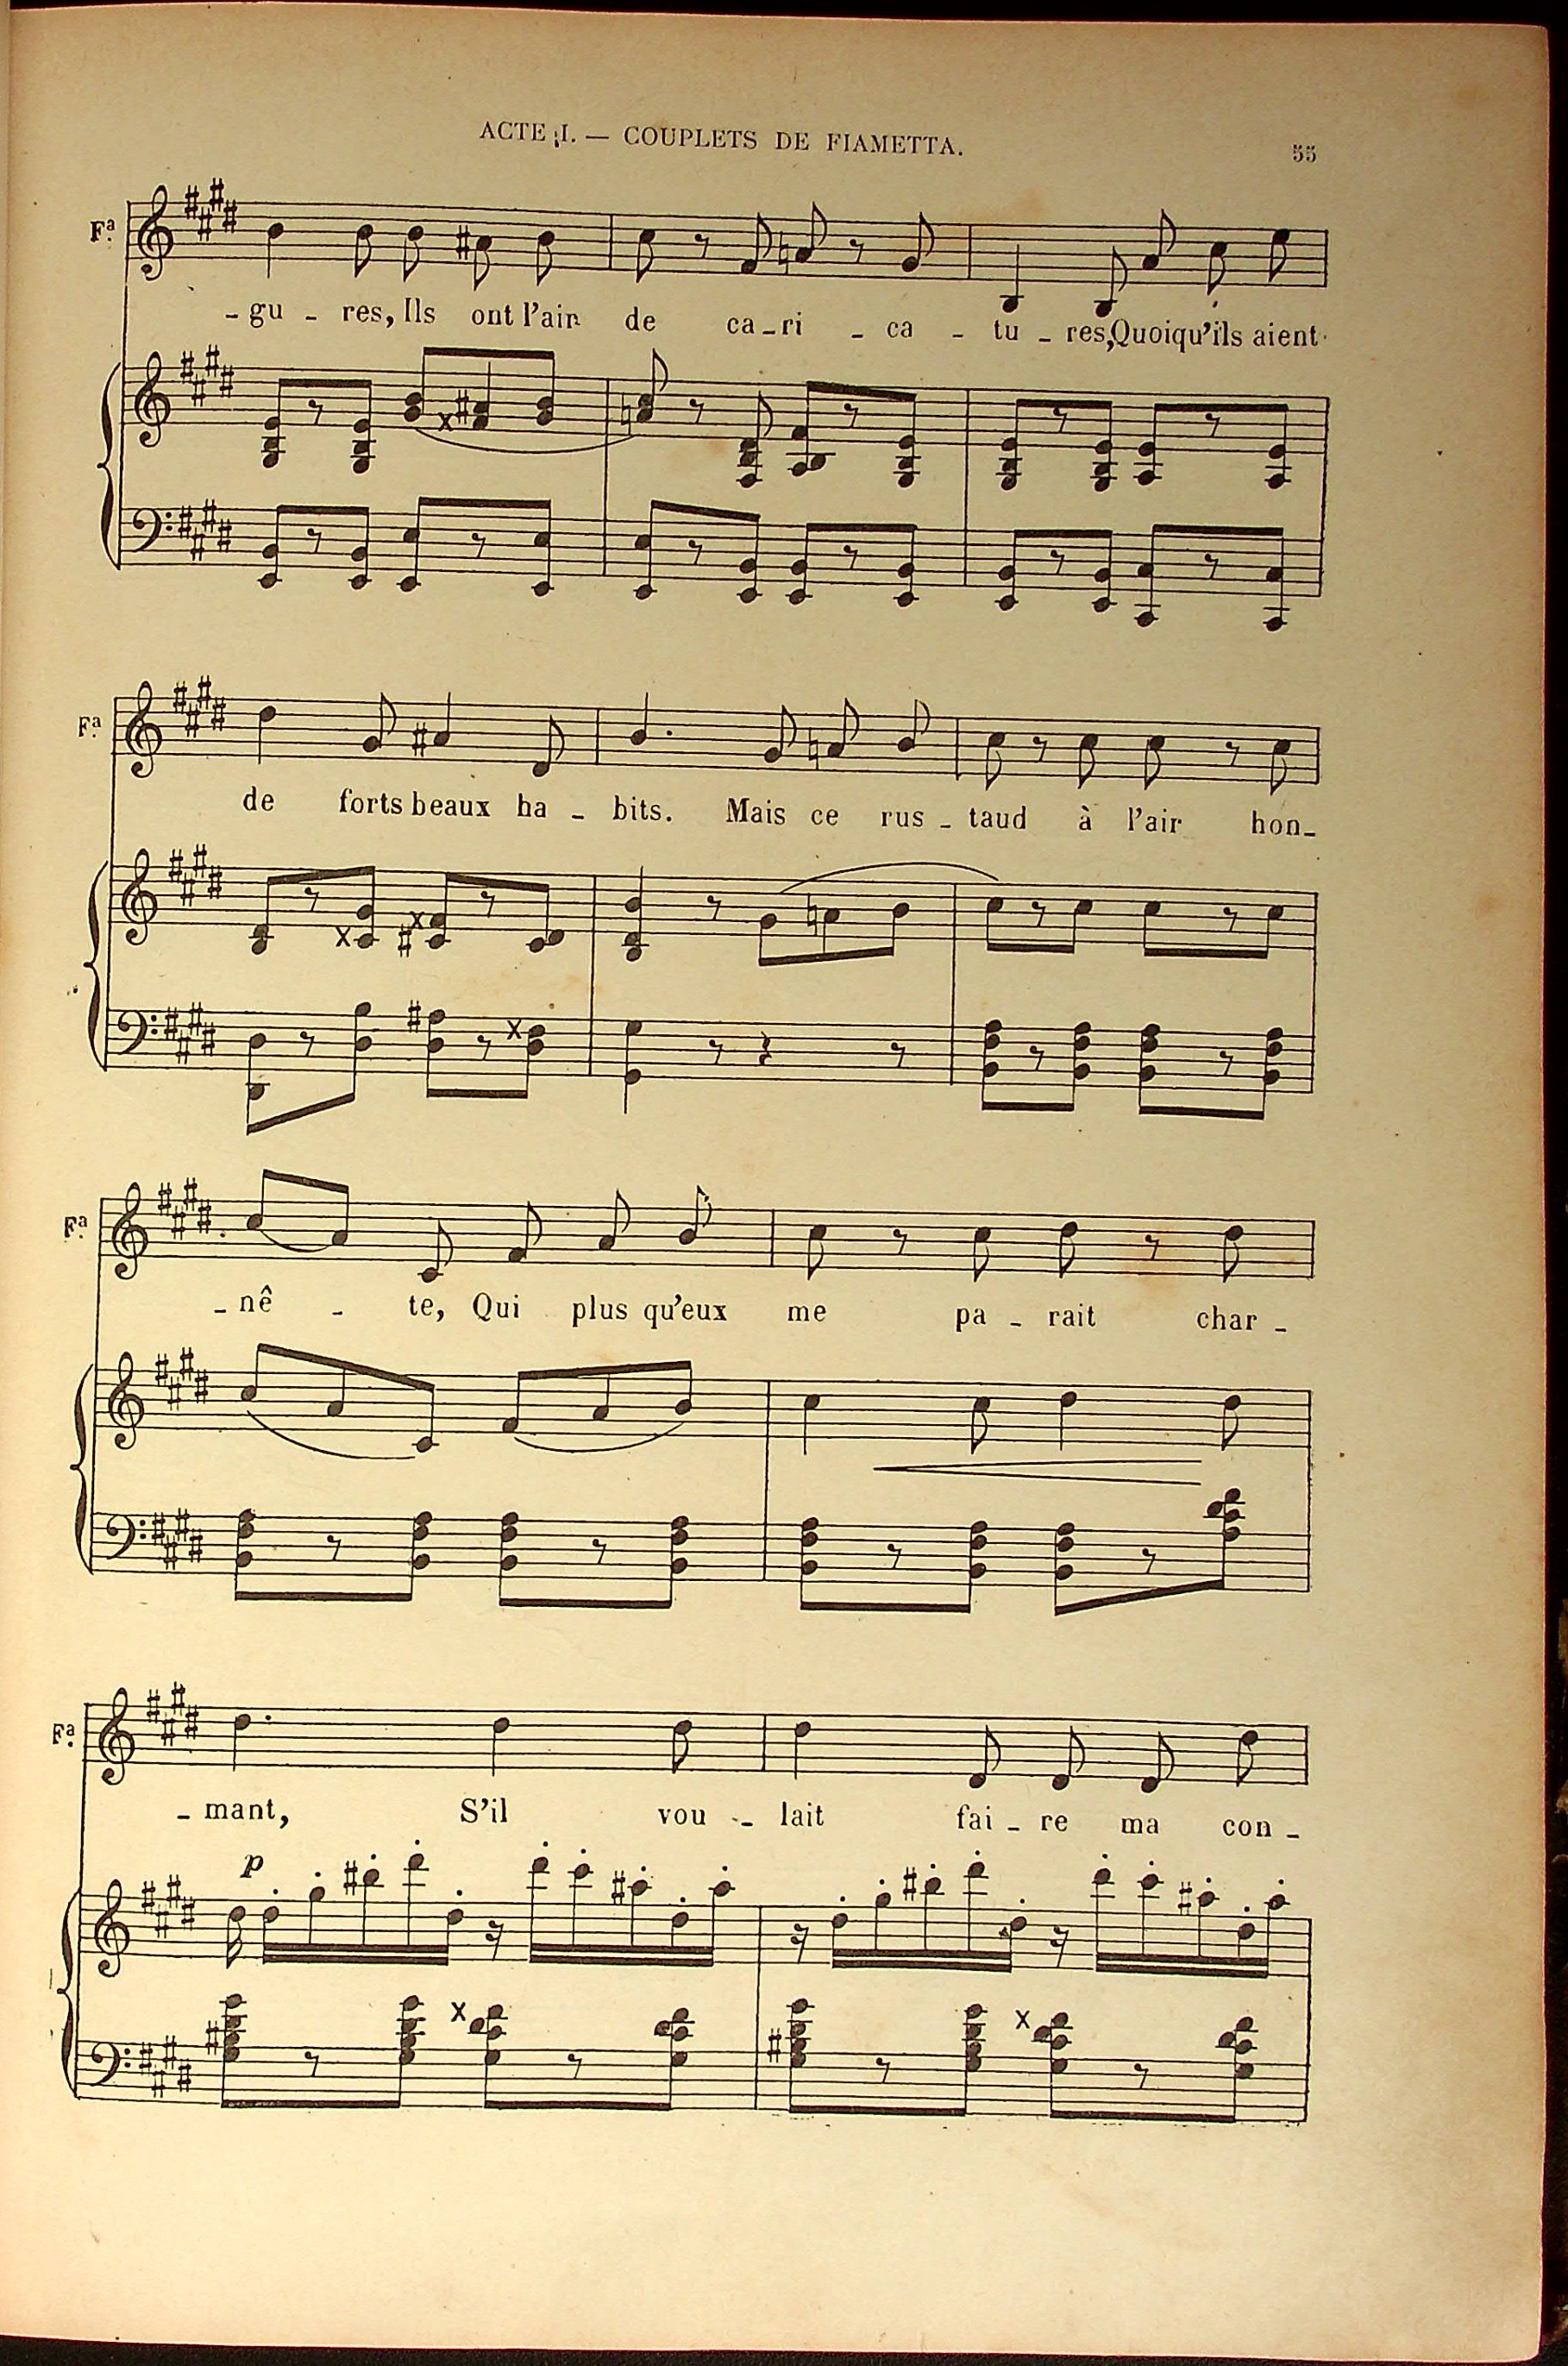 ACTE I. — COUPLETS DE FIAMETTA. 55
Fª.
- gu - res, Ils ont l'air de ca - ri - ca - tu - res, Quoiqu'ils aient
Fª.
de forts beaux ha - bits. Mais ce rus - taud à l'air hon -
Fª.
- nê - te, Qui plus qu'eux me pa - rait char -
Fª.
- mant, S'il vou - lait fai - re ma con -
p